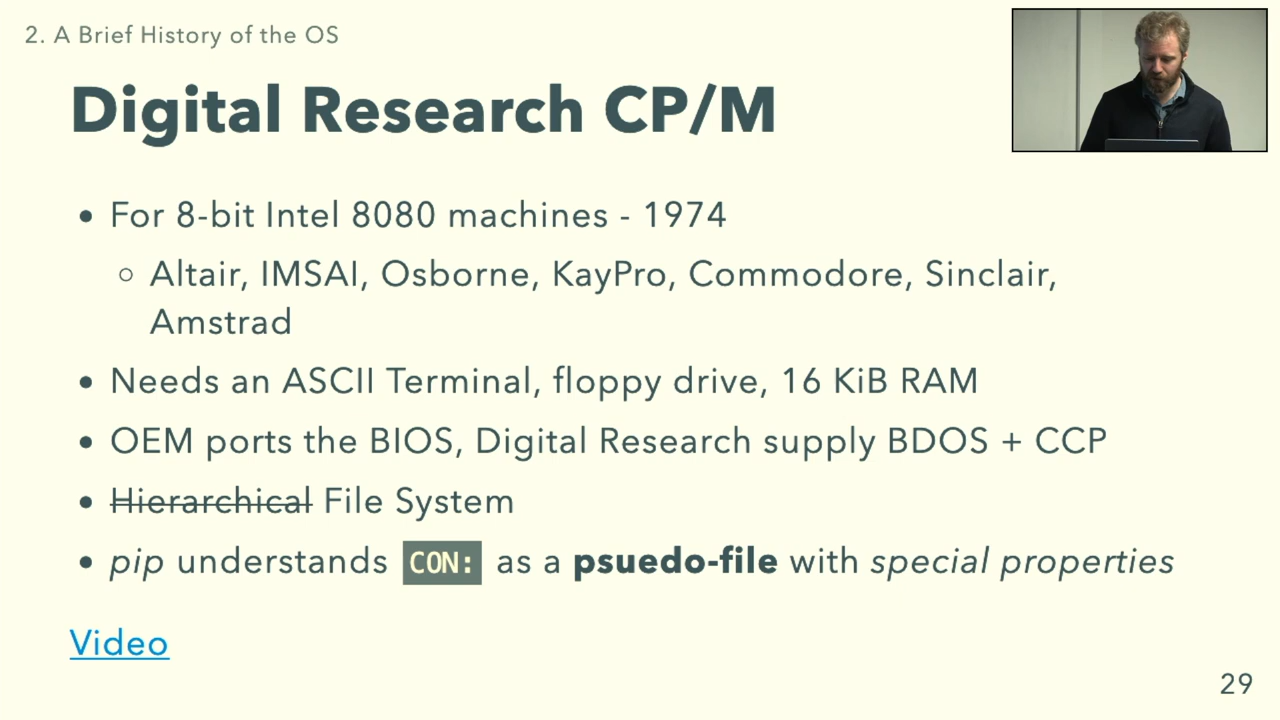 2. A Brief History of the OS
Digital Research CP/M
• For 8-bit Intel 8080 machines - 1974
◦ Altair, IMSAI, Osborne, KayPro, Commodore, Sinclair,
Amstrad
• Needs an ASCII Terminal, floppy drive, 16 KiB RAM
• OEM ports the BIOS, Digital Research supply BDOS + CCP
• Hierarchical File System
• pip understands CON: as a psuedo-file with special properties
Video
29